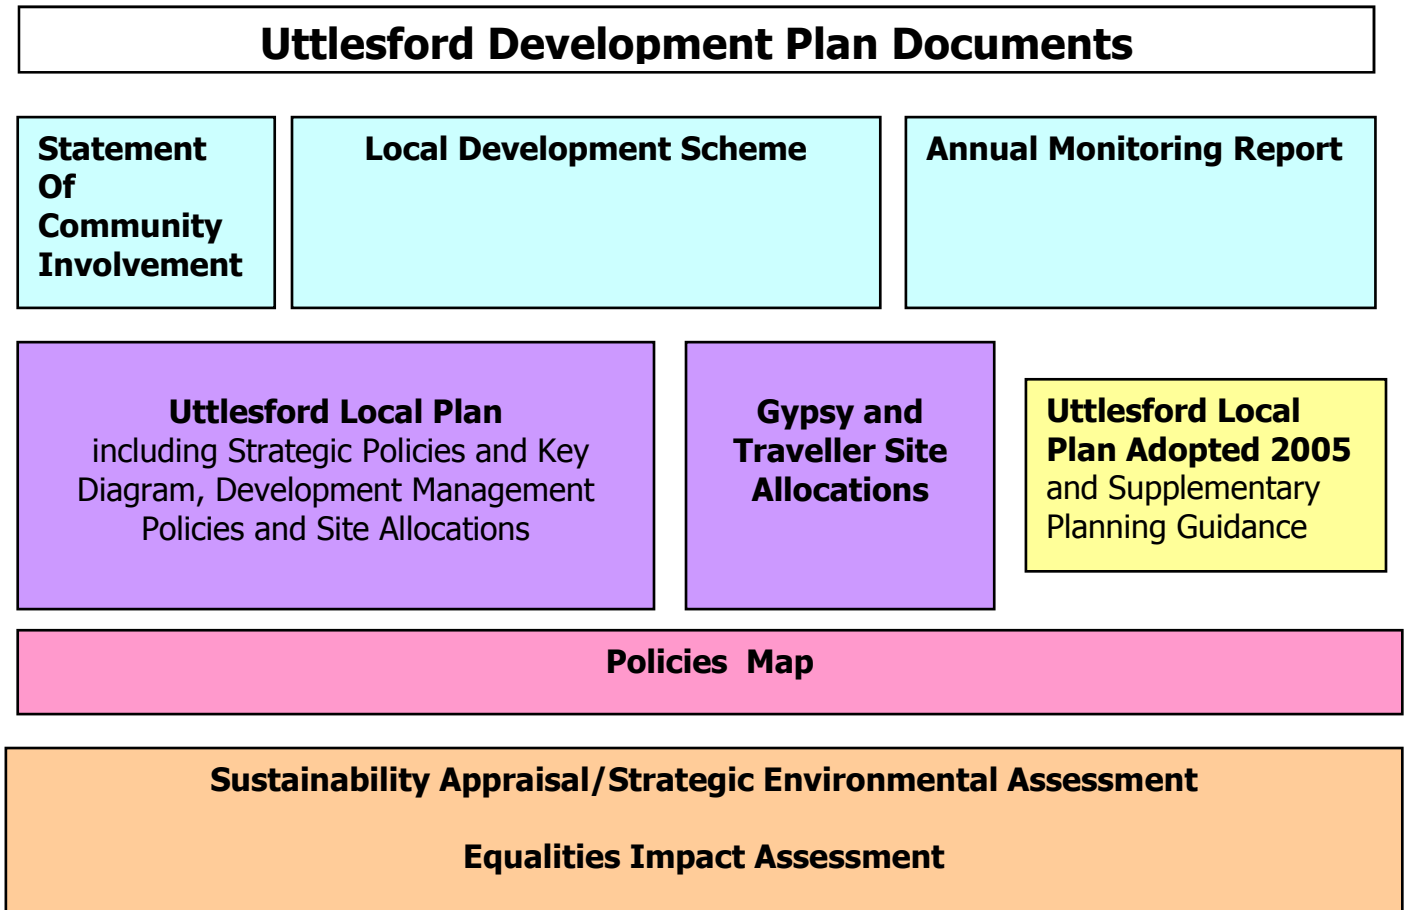 Uttlesford Development Plan Documents
Statement
Of
Community
Involvement
Local Development Scheme
Annual Monitoring Report
Uttlesford Local Plan
including Strategic Policies and Key
Diagram, Development Management
Policies and Site Allocations
Gypsy and
Traveller Site
Allocations
Uttlesford Local
Plan Adopted 2005
and Supplementary
Planning Guidance
Policies Map
Sustainability Appraisal/Strategic Environmental Assessment
Equalities Impact Assessment